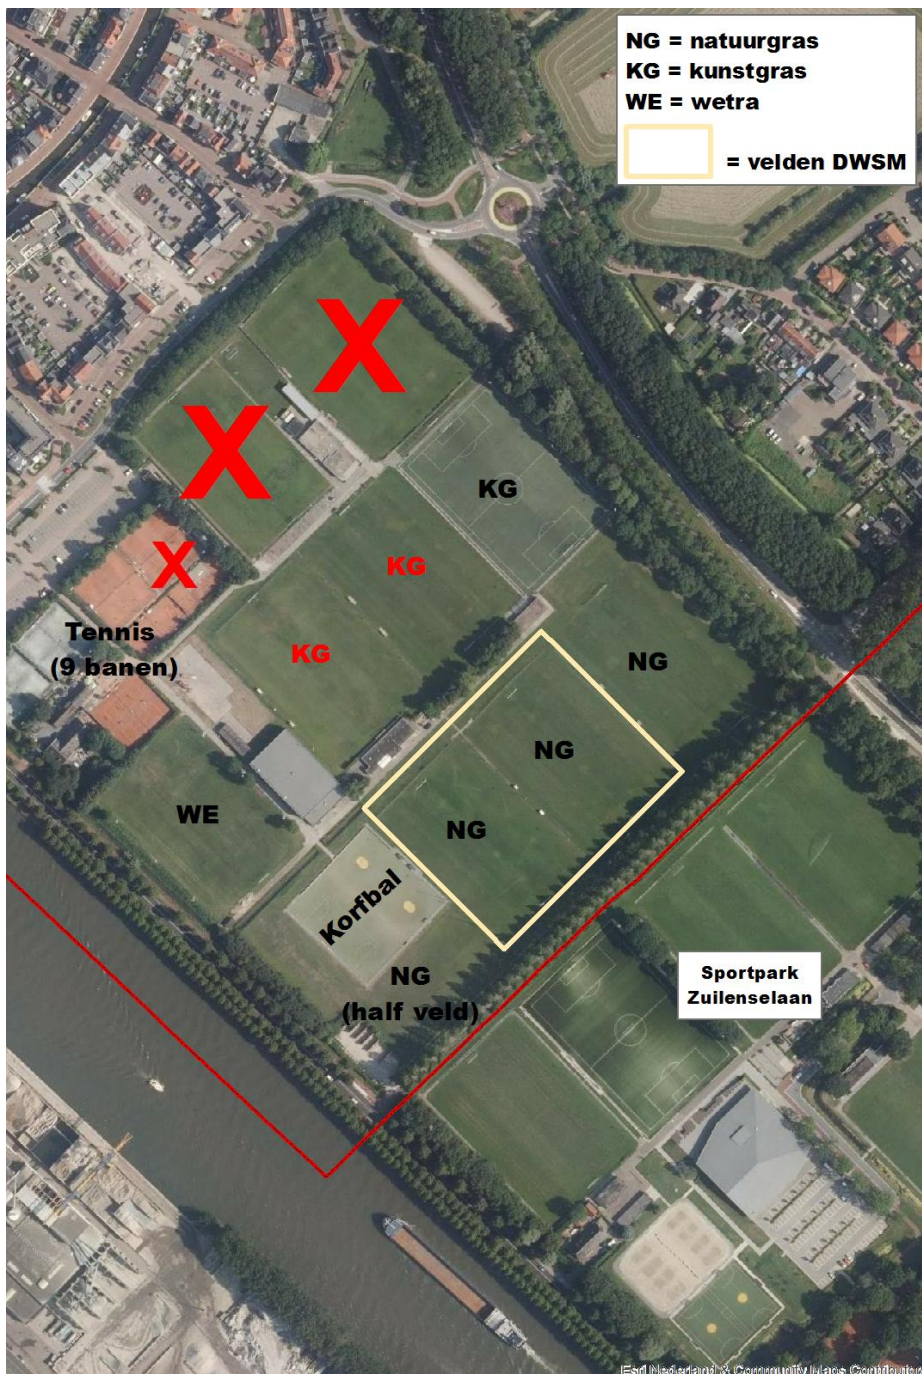 NG = natuurgras
KG = kunstgras
WE = wetra
= velden DWSM
X
X
KG
KG
X
Tennis
(9 banen)
KG
NG
NG
WE
NG
Korfbal
NG
(half veld)
Sportpark
Zuilenselaan
Esri Nederland & Community Maps Contributor